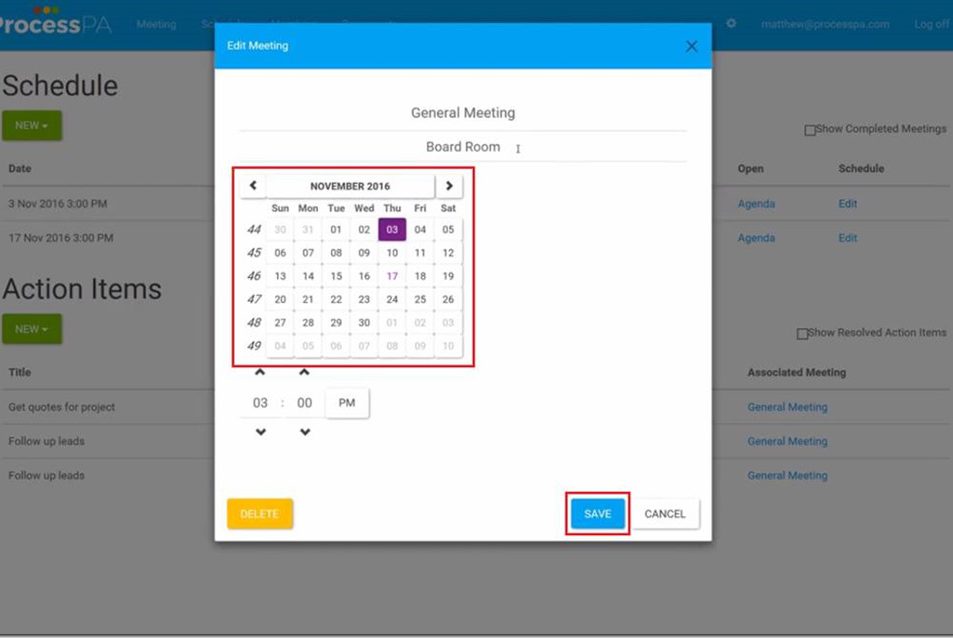 ProcessPA Meeting matthew@processpa.com Log off
Edit Meeting
Schedule
NEW
Show Completed Meetings
General Meeting
Board Room
Date Open Schedule
3 Nov 2016 3:00 PM Agenda Edit
17 Nov 2016 3:00 PM Agenda Edit
NOVEMBER 2016
Sun Mon Tue Wed Thu Fri Sat
44 30 31 01 02 03 04 05
45 06 07 08 09 10 11 12
46 13 14 15 16 17 18 19
47 20 21 22 23 24 25 26
48 27 28 29 30 01 02 03
49 04 05 06 07 08 09 10
03 : 00 PM
Action Items
NEW
Show Resolved Action Items
Title Associated Meeting
Get quotes for project General Meeting
Follow up leads General Meeting
Follow up leads General Meeting
DELETE SAVE CANCEL